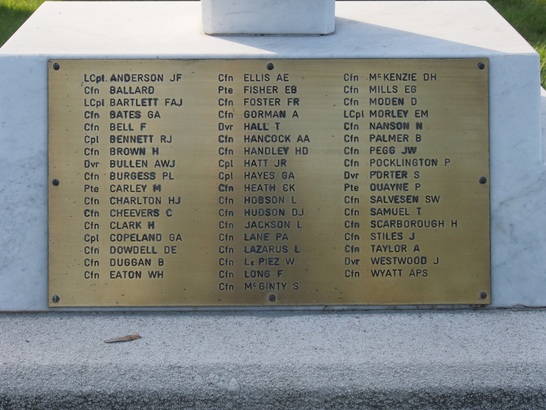 LCpl ANDERSON JF
Cfn BALLARD
LCpl BARTLETT FAJ
Cfn BATES GA
Cfn BELL F
Cpl BENNETT RJ
Cfn BROWN H
Dvr BULLEN AWJ
Cfn BURGESS PL
Pte CARLEY M
Cfn CHARLTON HJ
Cfn CHEEVERS C
Cfn CLARK H
Cpl COPELAND GA
Cfn DOWDELL DE
Cfn DUGGAN B
Cfn EATON WH
Cfn ELLIS AE
Pte FISHER EB
Cfn FOSTER FR
Cfn GORMAN A
Dvr HALL T
Cfn HANCOCK AA
Cfn HANDLEY HD
Cpl HATT JR
Cpl HAYES GA
Cfn HEATH CK
Cfn HOBSON L
Cfn HUDSON DJ
Cfn JACKSON L
Cfn LANE PA
Cfn LAZARUS L
Cfn Le PIEZ W
Cfn LONG F
Cfn McGINTY S
Cfn McKENZIE DH
Cfn MILLS EG
Cfn MODEN D
LCpl MORLEY EM
Cfn NANSON N
Cfn PALMER B
Cfn PEGG JW
Cfn POCKLINGTON P
Dvr PORTER S
Pte QUAYNE P
Cfn SALVESEN SW
Cfn SAMUEL T
Cfn SCARBOROUGH H
Cfn STILES J
Cfn TAYLOR A
Dvr WESTWOOD J
Cfn WYATT APS